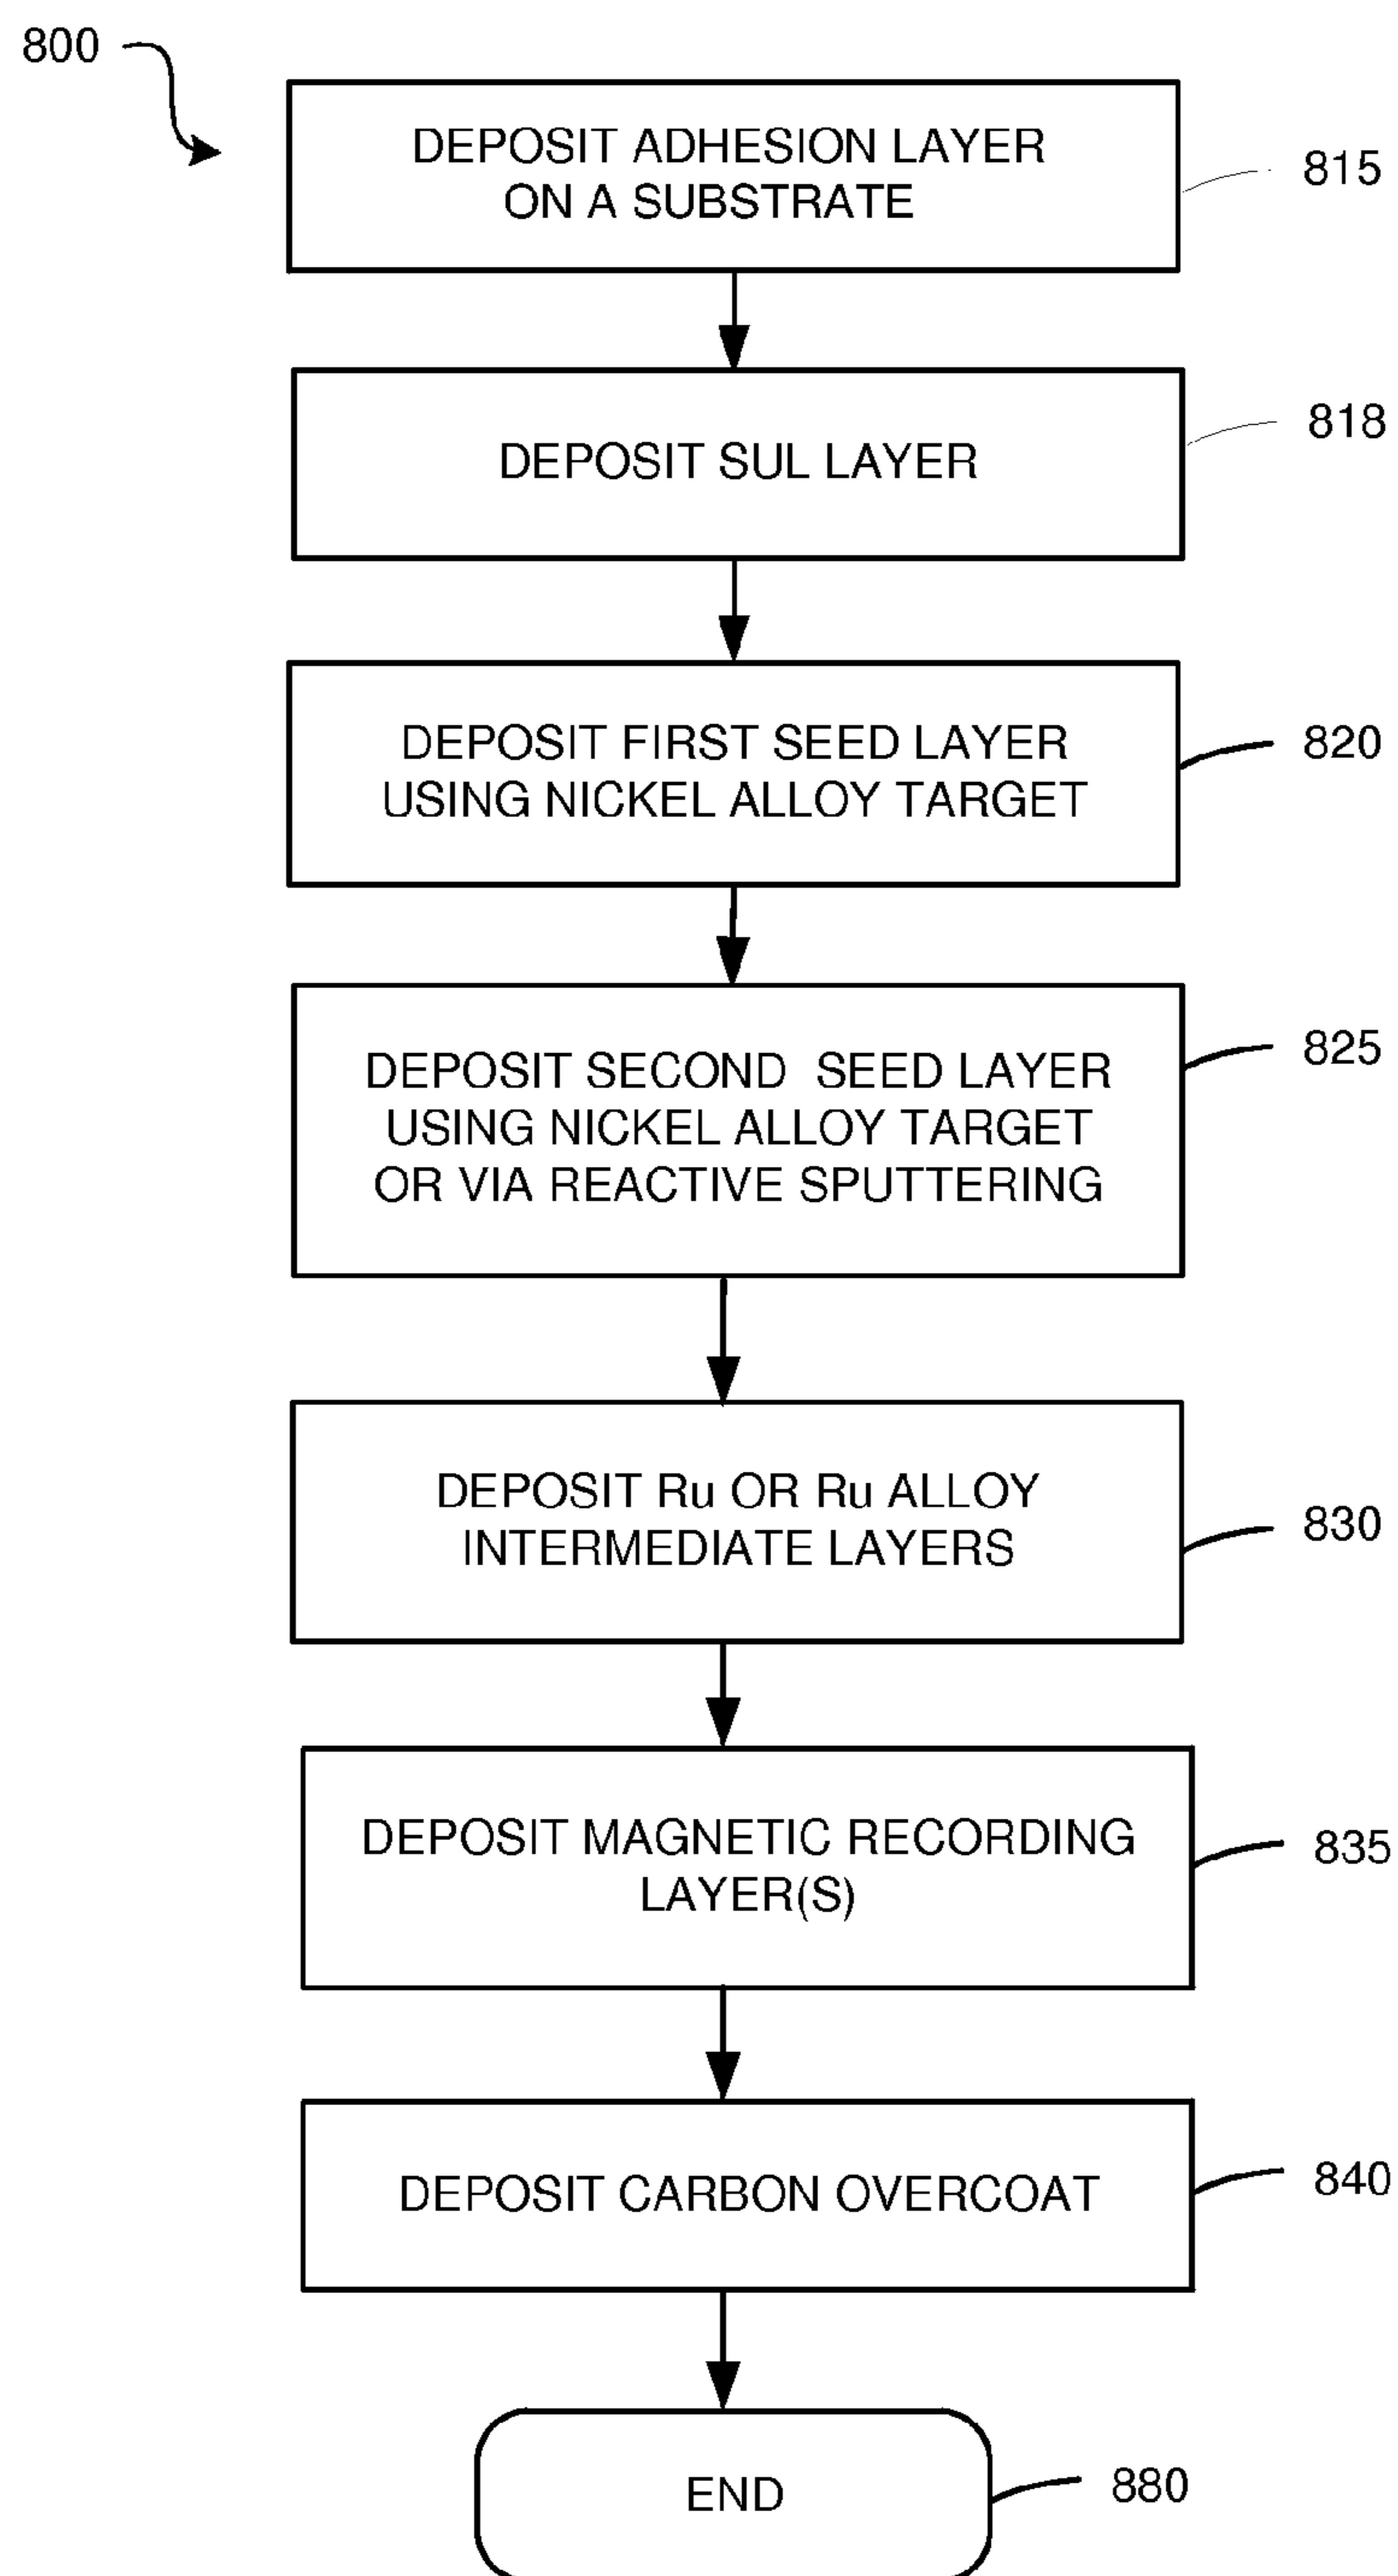 800
DEPOSIT ADHESION LAYER
ON A SUBSTRATE
815
DEPOSIT SUL LAYER
818
DEPOSIT FIRST SEED LAYER
USING NICKEL ALLOY TARGET
820
DEPOSIT SECOND SEED LAYER
USING NICKEL ALLOY TARGET
OR VIA REACTIVE SPUTTERING
825
DEPOSIT Ru OR Ru ALLOY
INTERMEDIATE LAYERS
830
DEPOSIT MAGNETIC RECORDING
LAYER(S)
835
DEPOSIT CARBON OVERCOAT
840
END
880